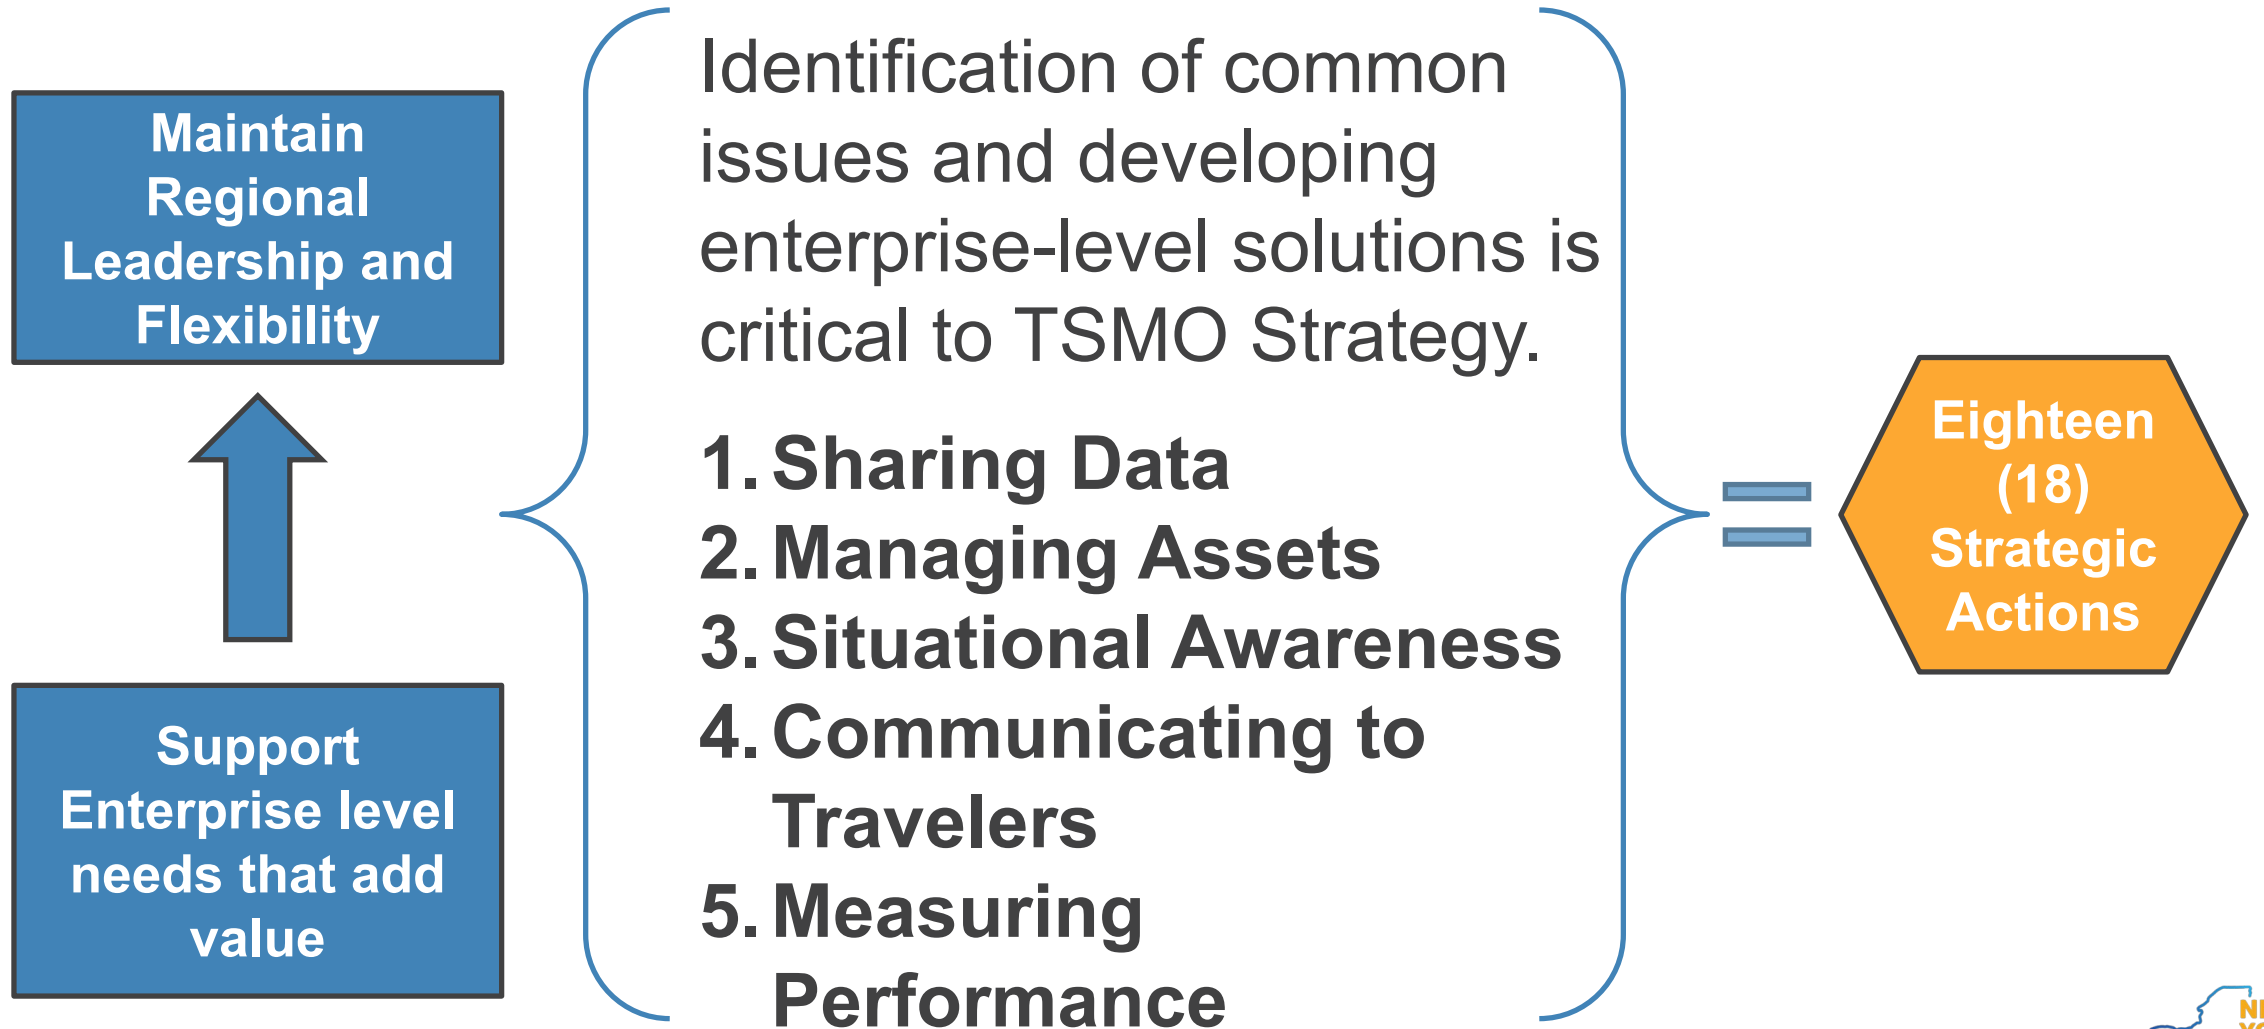 Maintain
Regional
Leadership and
Flexibility
Support
Enterprise level
needs that add
value
Identification of common
issues and developing
enterprise-level solutions is
critical to TSMO Strategy.
1. Sharing Data
2. Managing Assets
3. Situational Awareness
4. Communicating to
Travelers
5. Measuring
Performance
Eighteen
(18)
Strategic
Actions